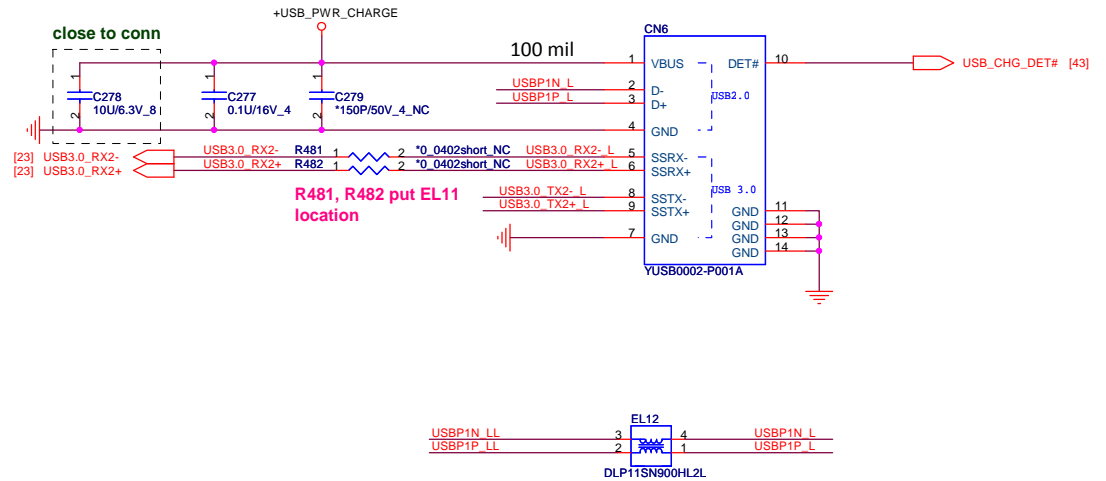 +USB_PWR_CHARGE
close to conn
CN6
100 mil
1 VBUS DET# 10 USB_CHG_DET# [43]
1 1 1
USBP1N_L 2 D- USB2.0
C278 C277 C279
10U/6.3V_8 0.1U/16V_4 *150P/50V_4_NC
USBP1P_L 3 D+
2 2 2
4 GND
[23] USB3.0_RX2- USB3.0_RX2- R481 1 2 *0_0402short_NC USB3.0_RX2-_L 5 SSRX-
[23] USB3.0_RX2+ USB3.0_RX2+ R482 1 2 *0_0402short_NC USB3.0_RX2+_L 6 SSRX+
R481, R482 put EL11
location
USB 3.0
USB3.0_TX2-_L 8 SSTX-
USB3.0_TX2+_L 9 SSTX+
GND 11
GND 12
7 GND GND 13
GND 14
YUSB0002-P001A
EL12
USBP1N_LL 3 4 USBP1N_L
USBP1P_LL 2 1 USBP1P_L
DLP11SN900HL2L